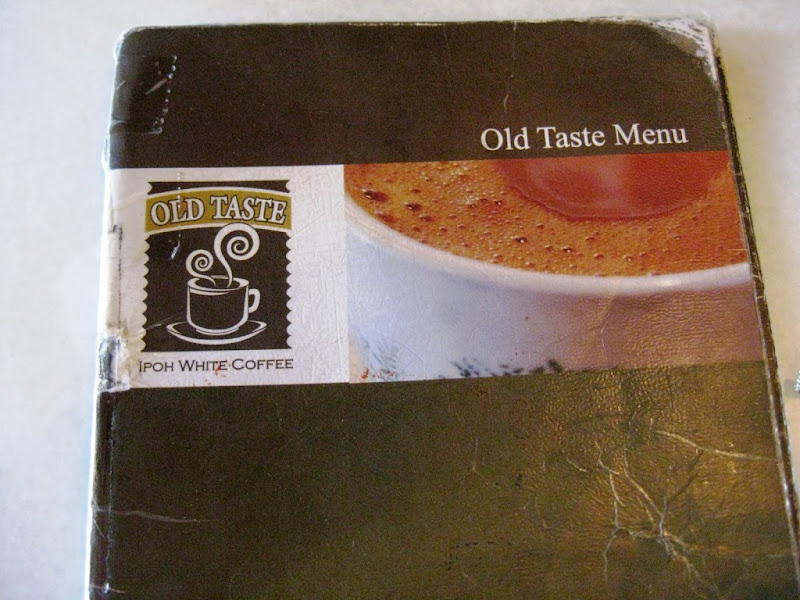 Old Taste Menu
OLD TASTE
IPOH WHITE COFFEE